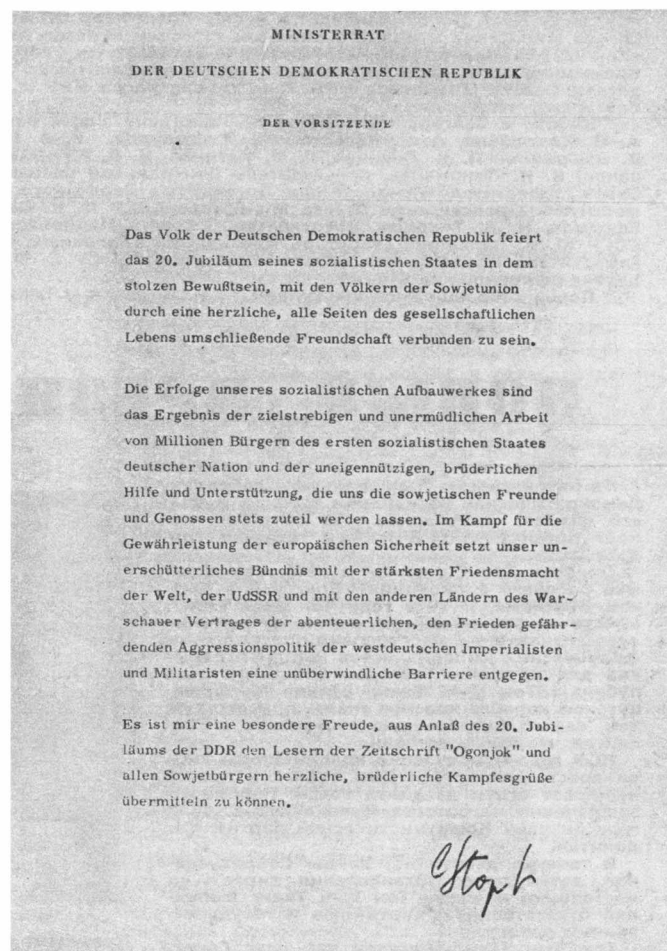 MINISTERRAT
DER DEUTSCHEN DEMOKRATISCHEN REPUBLIK
DER VORSITZENDE
Das Volk der Deutschen Demokratischen Republik feiert
das 20. Jubiläum seines sozialistischen Staates in dem
stolzen Bewußtsein, mit den Völkern der Sowjetunion
durch eine herzliche, alle Seiten des gesellschaftlichen
Lebens umschließende Freundschaft verbunden zu sein.
Die Erfolge unseres sozialistischen Aufbauwerkes sind
das Ergebnis der zielstrebigen und unermüdlichen Arbeit
von Millionen Bürgern des ersten sozialistischen Staates
deutscher Nation und der uneigennützigen, brüderlichen
Hilfe und Unterstützung, die uns die sowjetischen Freunde
und Genossen stets zuteil werden lassen. Im Kampf für die
Gewährleistung der europäischen Sicherheit setzt unser un-
erschütterliches Bündnis mit der stärksten Friedensmacht
der Welt, der UdSSR und mit den anderen Ländern des War-
schauer Vertrages der abenteuerlichen, den Frieden gefähr-
denden Aggressionspolitik der westdeutschen Imperialisten
und Militaristen eine unüberwindliche Barriere entgegen.
Es ist mir eine besondere Freude, aus Anlaß des 20. Jubi-
läums der DDR den Lesern der Zeitschrift "Ogonjok" und
allen Sowjetbürgern herzliche, brüderliche Kampfesgrüße
übermitteln zu können.
Stoph